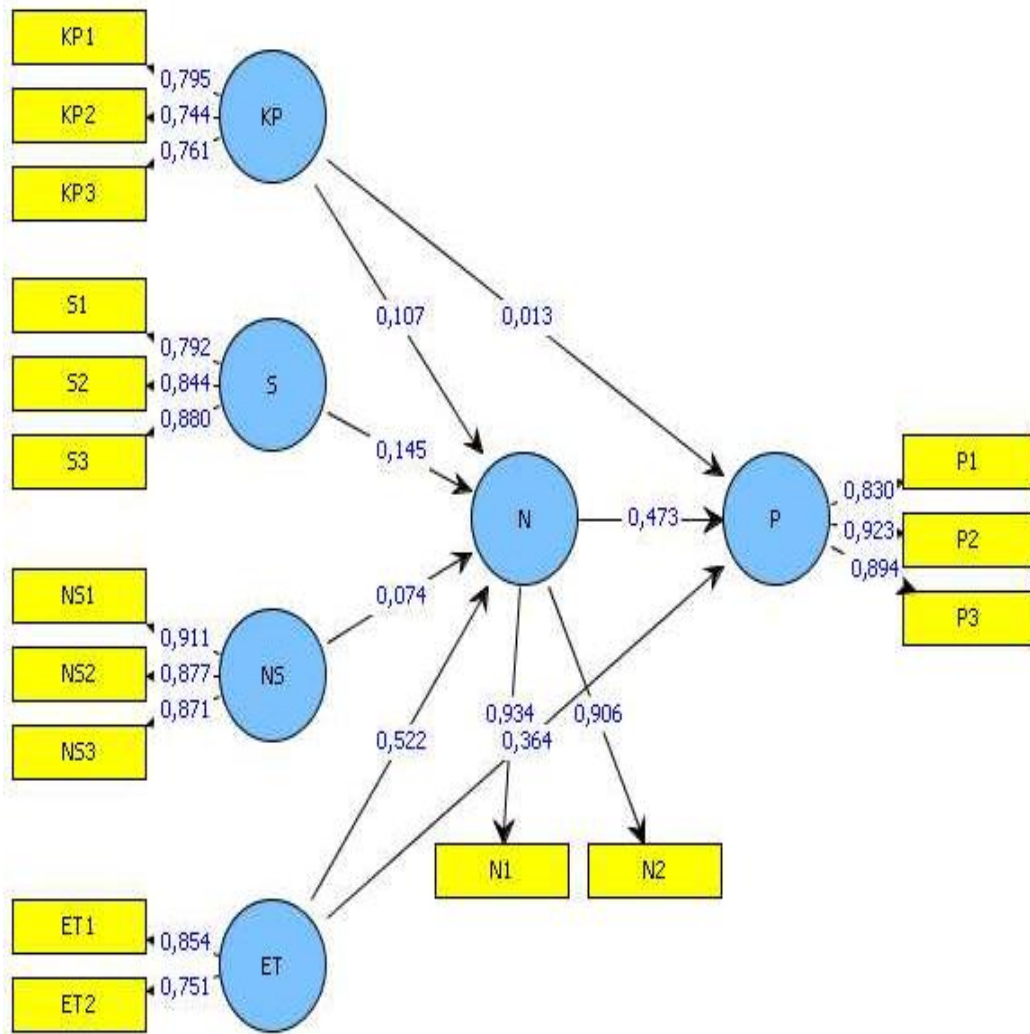 KP1
0,795
KP2
0,744
KP
KP3
0,761
S1
0,792
S2
0,844
S
S3
0,880
0,107
0,013
0,145
N
0,473
P
0,830
P1
0,923
P2
0,894
P3
NS1
0,911
NS2
0,877
NS
NS3
0,871
0,074
0,522
0,934
0,906
0,364
N1
N2
ET1
0,854
ET
ET2
0,751